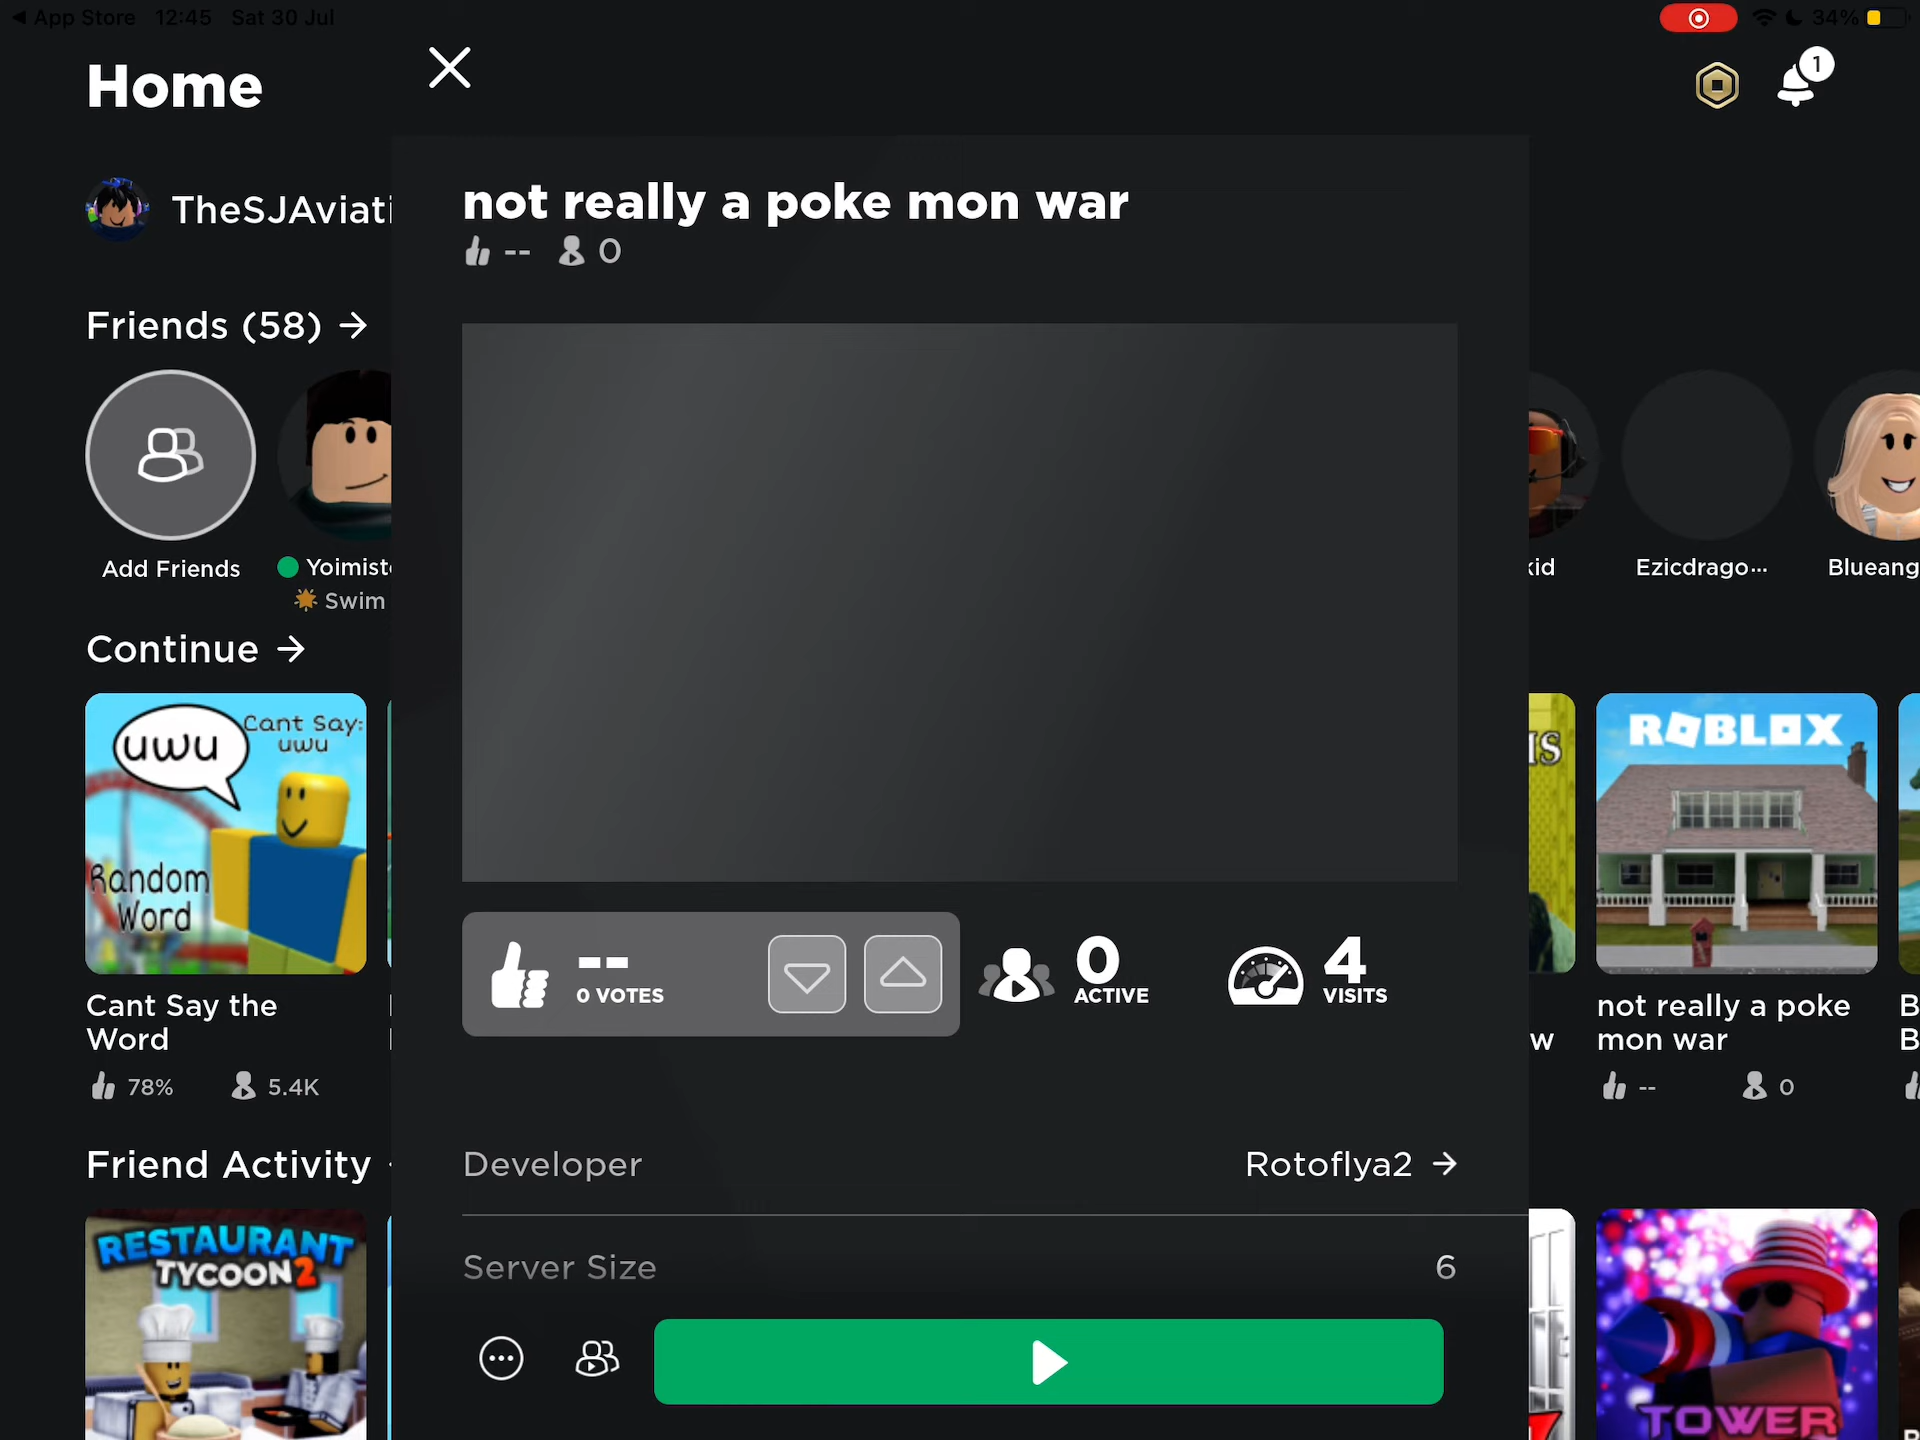 App Store 12:45 Sat 30 Jul
34%
Home
1
TheSJAviati
not really a poke mon war
-- 0
Friends (58)
Add Friends
Yoimist
Swim
kid
Ezicdrago...
Blueang
Continue
uwu
Cant Say:
uwu
Random
Word
IS
ROBLOX
--
0 VOTES
0
ACTIVE
4
VISITS
Cant Say the
Word
78% 5.4K
w
not really a poke
mon war
-- 0
B
B
Friend Activity
Developer
Rotoflya2
Server Size
6
RESTAURANT
TYCOON 2
TOWER